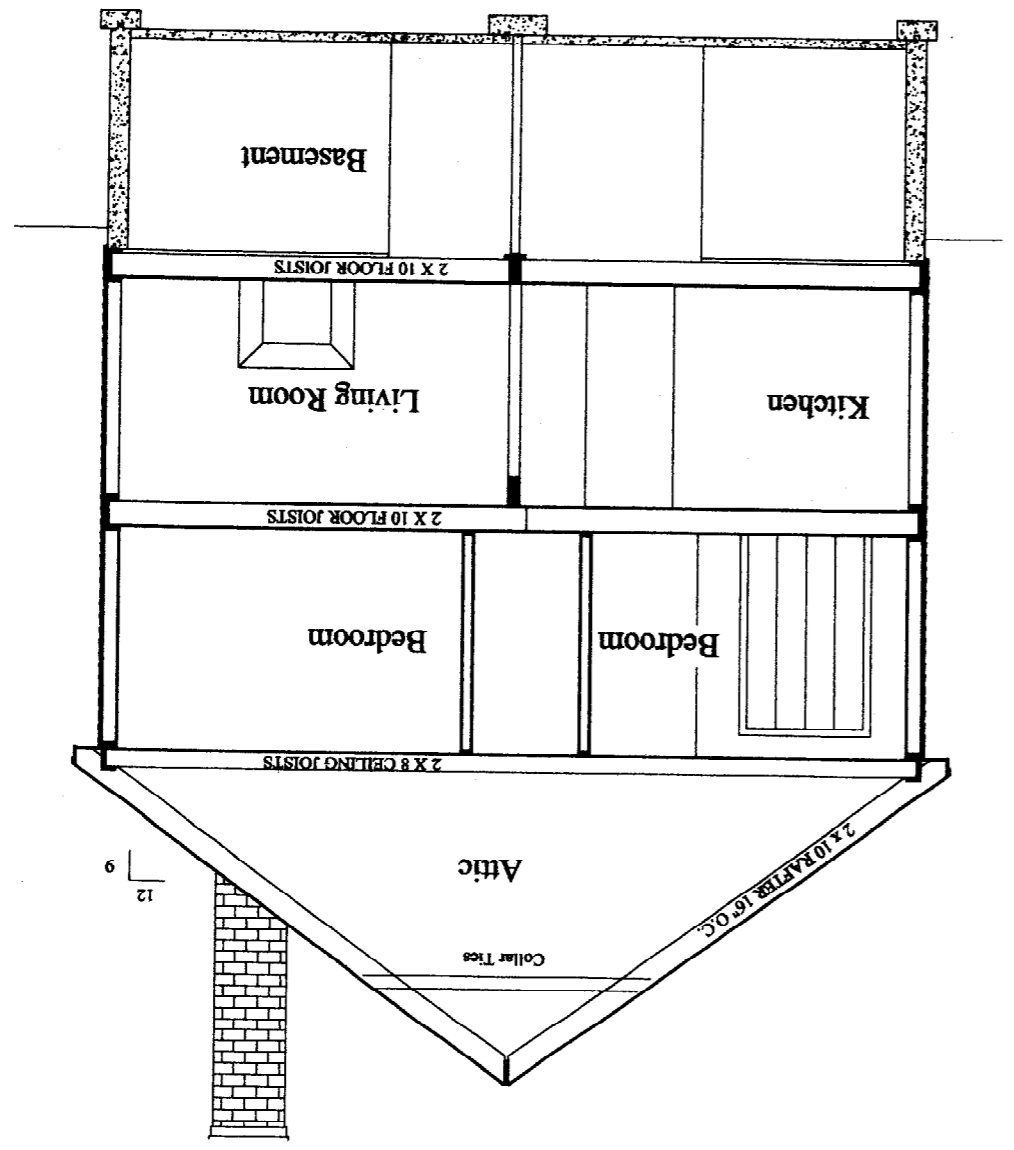 Collar Ties
2 x 10 RAFTER 16" O.C.
Attic
12
9
2 X 8 CEILING JOISTS
Bedroom
Bedroom
2 X 10 FLOOR JOISTS
Kitchen
Living Room
2 X 10 FLOOR JOISTS
Basement